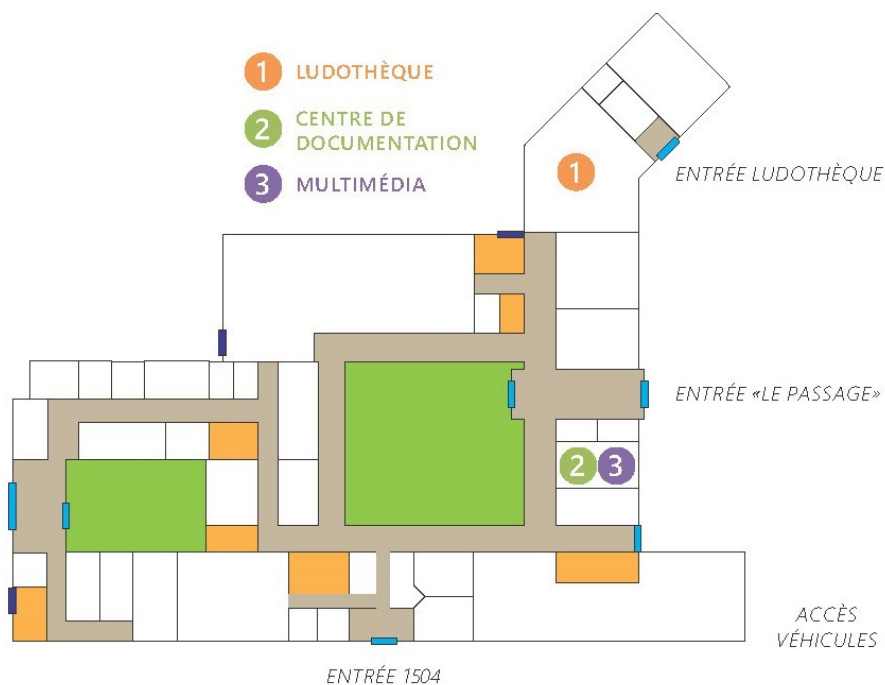 1 LUDOTHÈQUE
2 CENTRE DE
DOCUMENTATION
3 MULTIMÉDIA
1
ENTRÉE LUDOTHÈQUE
ENTRÉE «LE PASSAGE»
2 3
ACCÈS
VÉHICULES
ENTRÉE 1504